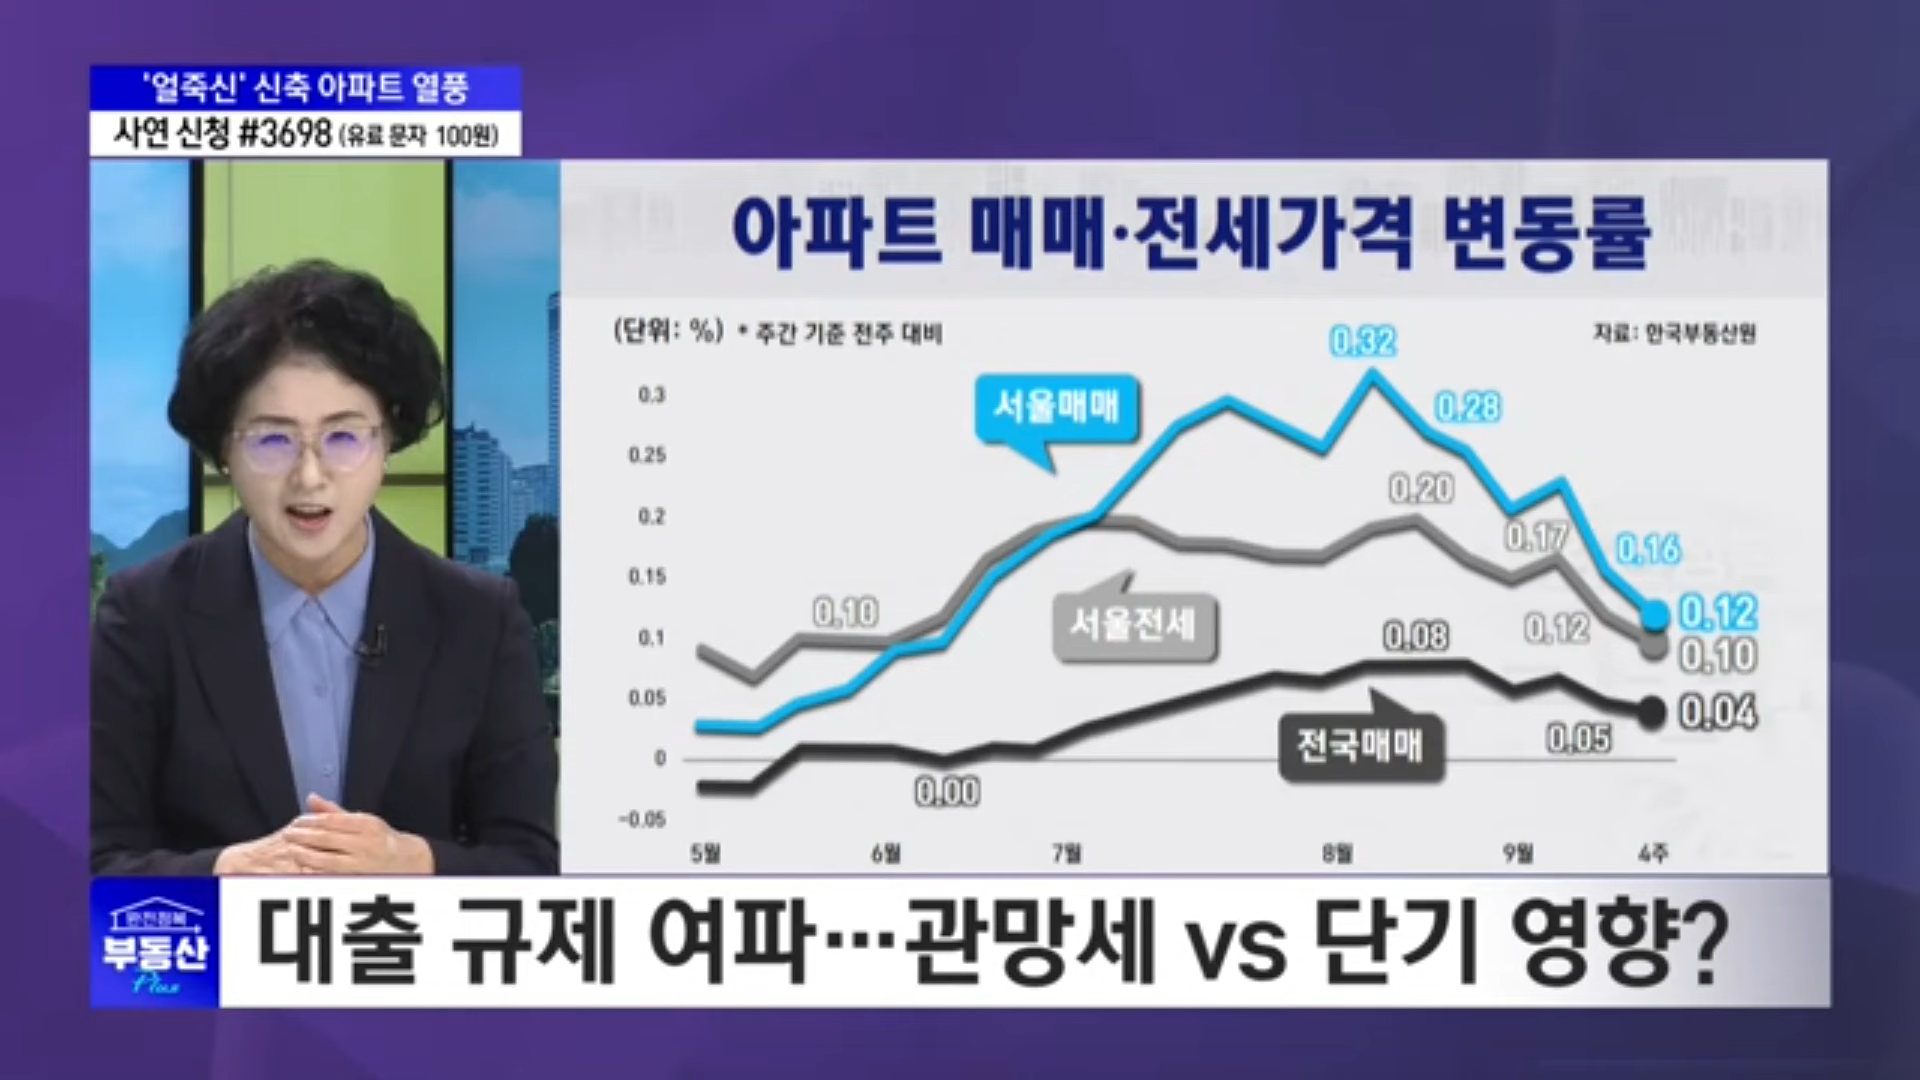 '얼죽신' 신축 아파트 열풍
사연 신청 #3698 (유료 문자 100원)
아파트 매매·전세가격 변동률
(단위: %) * 주간 기준 전주 대비
자료: 한국부동산원
0.32
0.3
서울매매
0.28
0.25
0.20
0.2
0.17
0.16
0.15
0.10
서울전세
0.12
0.12
0.1
0.08
0.10
0.05
0.04
전국매매
0.05
0
0.00
-0.05
5월 6월 7월 8월 9월 4주
완전정복
부동산
Plus
대출 규제 여파…관망세 vs 단기 영향?